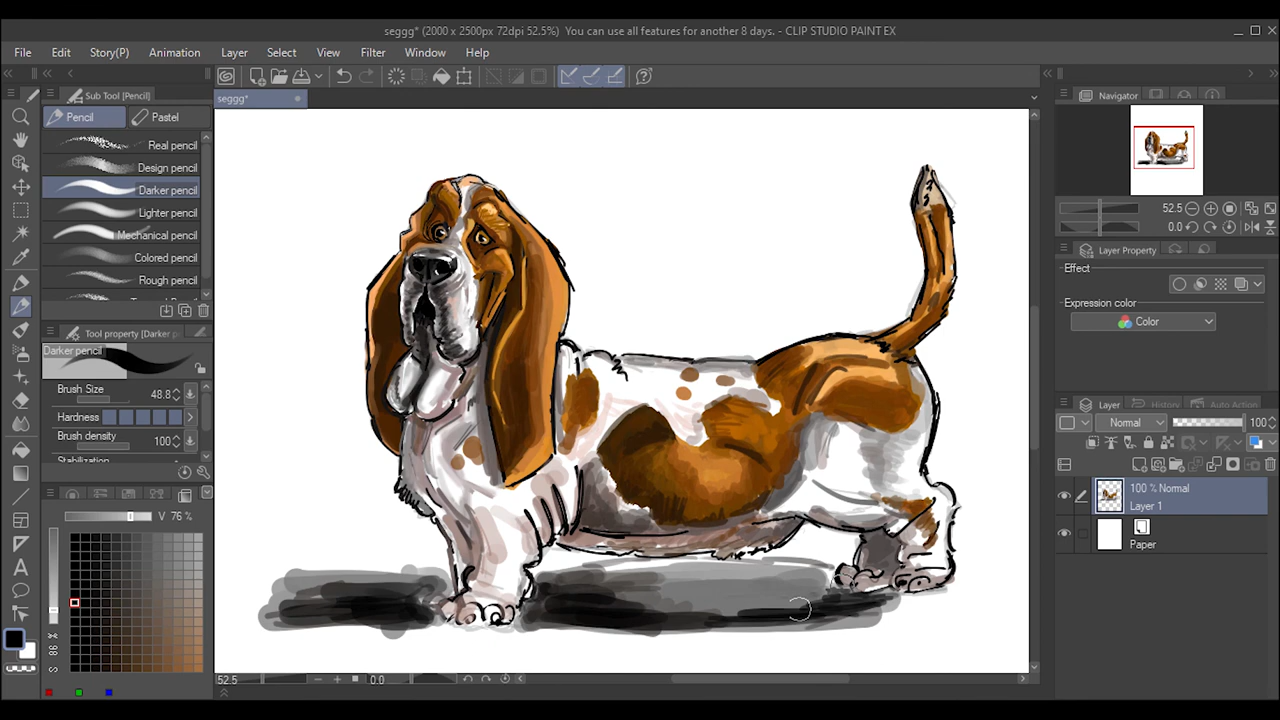 seggg* (2000 x 2500px 72dpi 52.5%)  You can use all features for another 8 days. - CLIP STUDIO PAINT EX
File Edit Story(P) Animation Layer Select View Filter Window Help
Sub Tool [Pencil]
seggg*
Navigator
Pencil Pastel
Real pencil
Design pencil
Darker pencil
Lighter pencil
Mechanical pencil
Colored pencil
Rough pencil
52.5
0.0
Layer Property
Effect
Expression color
Color
Tool property [Darker p
Darker pencil
Brush Size 48.8
Hardness
Brush density 100
Stabilization
Layer History Auto Action
Normal 100
V 76 %
100 % Normal
Layer 1
Paper
52.5 0.0